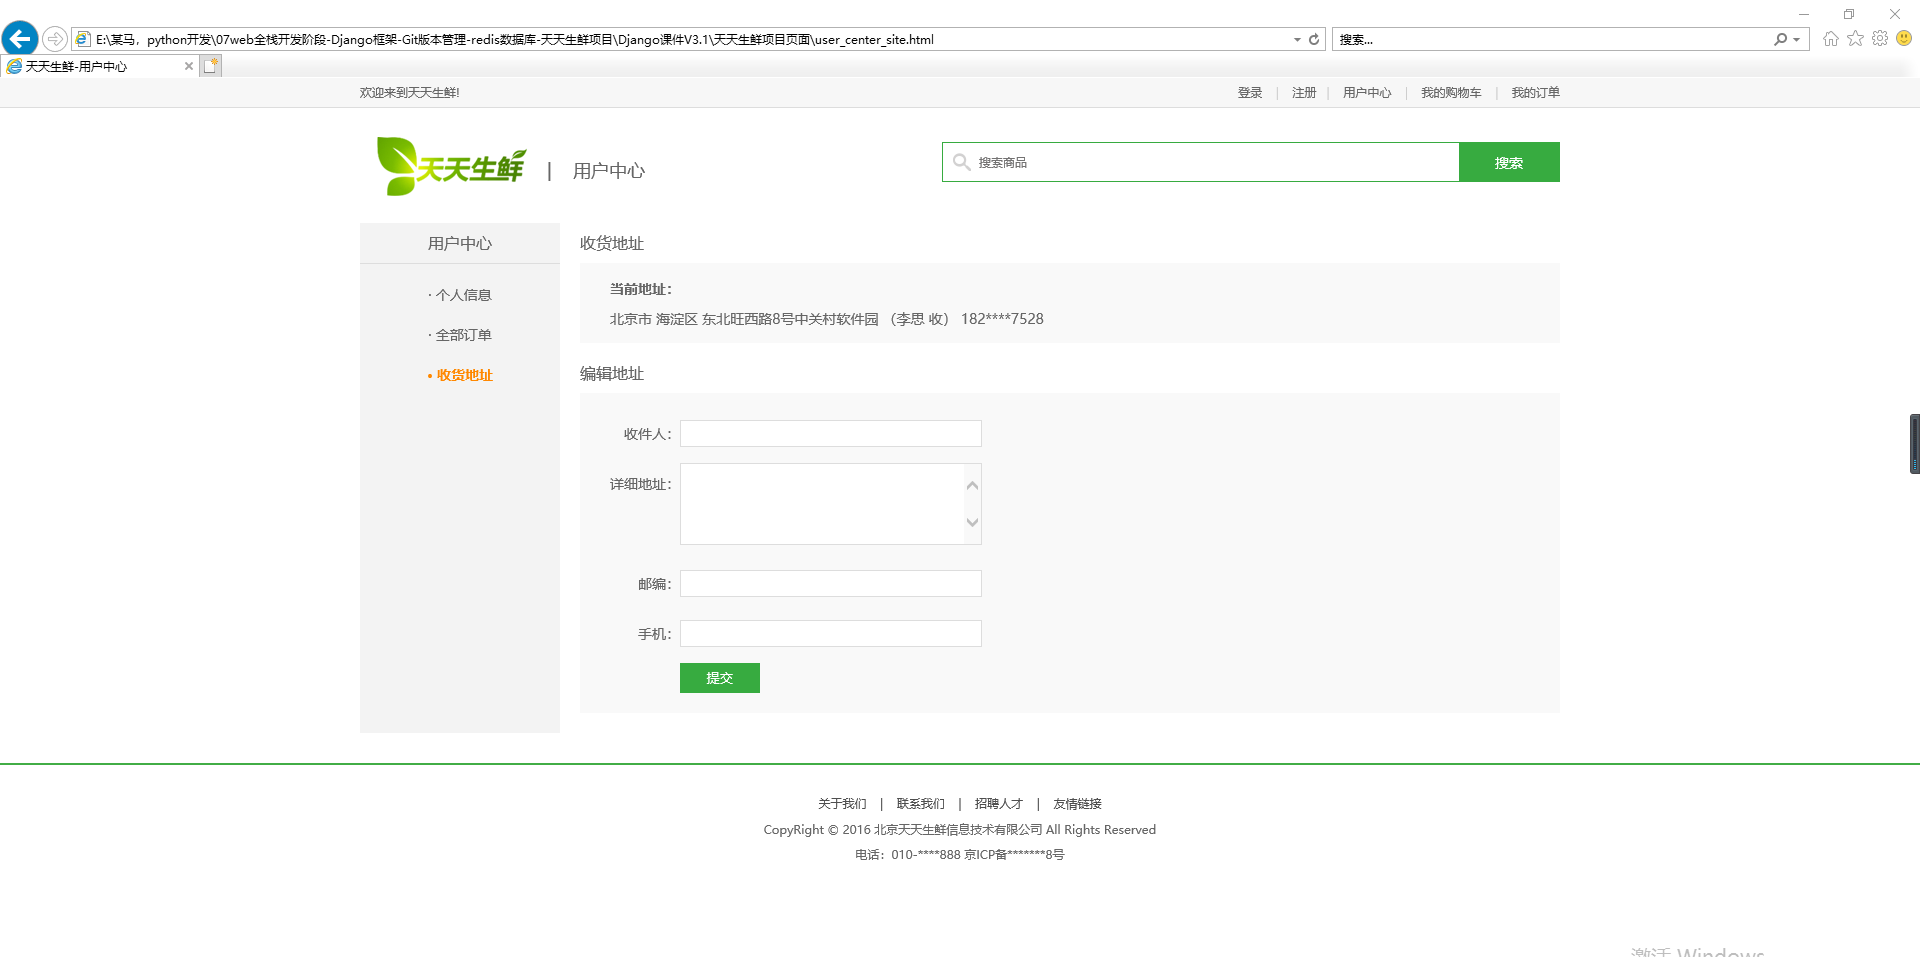 E:\某马，python开发\07web全栈开发阶段-Django框架-Git版本管理-redis数据库-天天生鲜项目\Django课件V3.1\天天生鲜项目页面\user_center_site.html
搜索...
天天生鲜-用户中心
欢迎来到天天生鲜!
登录 | 注册 | 用户中心 | 我的购物车 | 我的订单
天天生鲜 | 用户中心
搜索商品
搜索
用户中心
· 个人信息
· 全部订单
· 收货地址
收货地址
当前地址：
北京市 海淀区 东北旺西路8号中关村软件园 （李思 收） 182****7528
编辑地址
收件人：
详细地址：
邮编：
手机：
提交
关于我们 | 联系我们 | 招聘人才 | 友情链接
CopyRight © 2016 北京天天生鲜信息技术有限公司 All Rights Reserved
电话：010-****888 京ICP备*******8号
激活 Windows